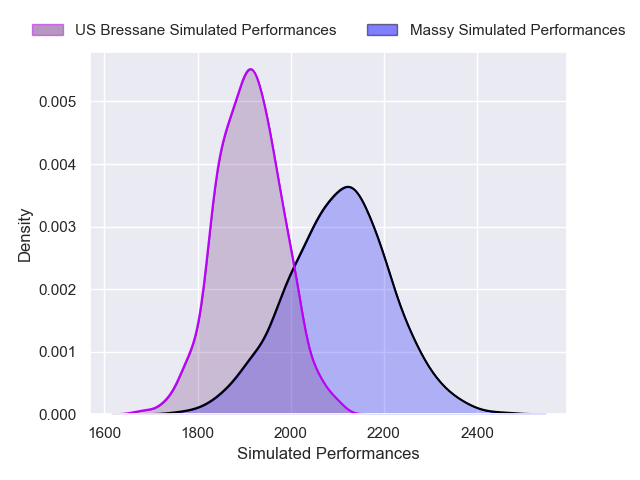 US Bressane Simulated Performances
Massy Simulated Performances
0.005
0.004
0.003
0.002
0.001
0.000
Density
1600
1800
2000
2200
2400
Simulated Performances